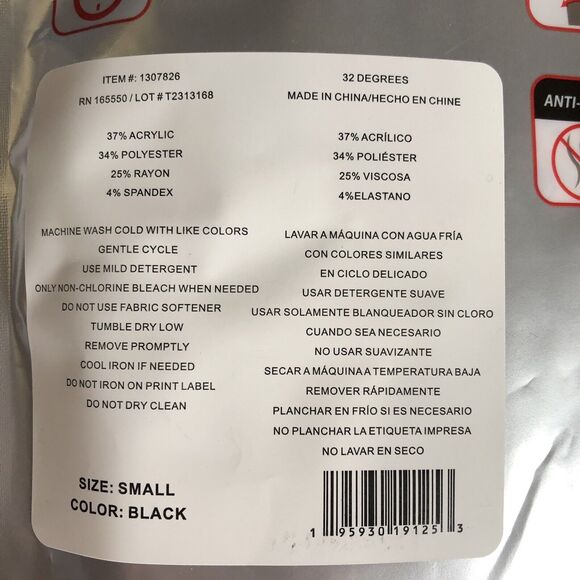 ITEM #: 1307826
RN 165550 / LOT # T2313168
37% ACRYLIC
34% POLYESTER
25% RAYON
4% SPANDEX
MACHINE WASH COLD WITH LIKE COLORS
GENTLE CYCLE
USE MILD DETERGENT
ONLY NON-CHLORINE BLEACH WHEN NEEDED
DO NOT USE FABRIC SOFTENER
TUMBLE DRY LOW
REMOVE PROMPTLY
COOL IRON IF NEEDED
DO NOT IRON ON PRINT LABEL
DO NOT DRY CLEAN
SIZE: SMALL
COLOR: BLACK
32 DEGREES
MADE IN CHINA/HECHO EN CHINE
37% ACRÍLICO
34% POLIÉSTER
25% VISCOSA
4%ELASTANO
LAVAR A MÁQUINA CON AGUA FRÍA
CON COLORES SIMILARES
EN CICLO DELICADO
USAR DETERGENTE SUAVE
USAR SOLAMENTE BLANQUEADOR SIN CLORO
CUANDO SEA NECESARIO
NO USAR SUAVIZANTE
SECAR A MÁQUINA A TEMPERATURA BAJA
REMOVER RÁPIDAMENTE
PLANCHAR EN FRÍO SI ES NECESARIO
NO PLANCHAR LA ETIQUETA IMPRESA
NO LAVAR EN SECO
1 95930 19125 3
ANTI-